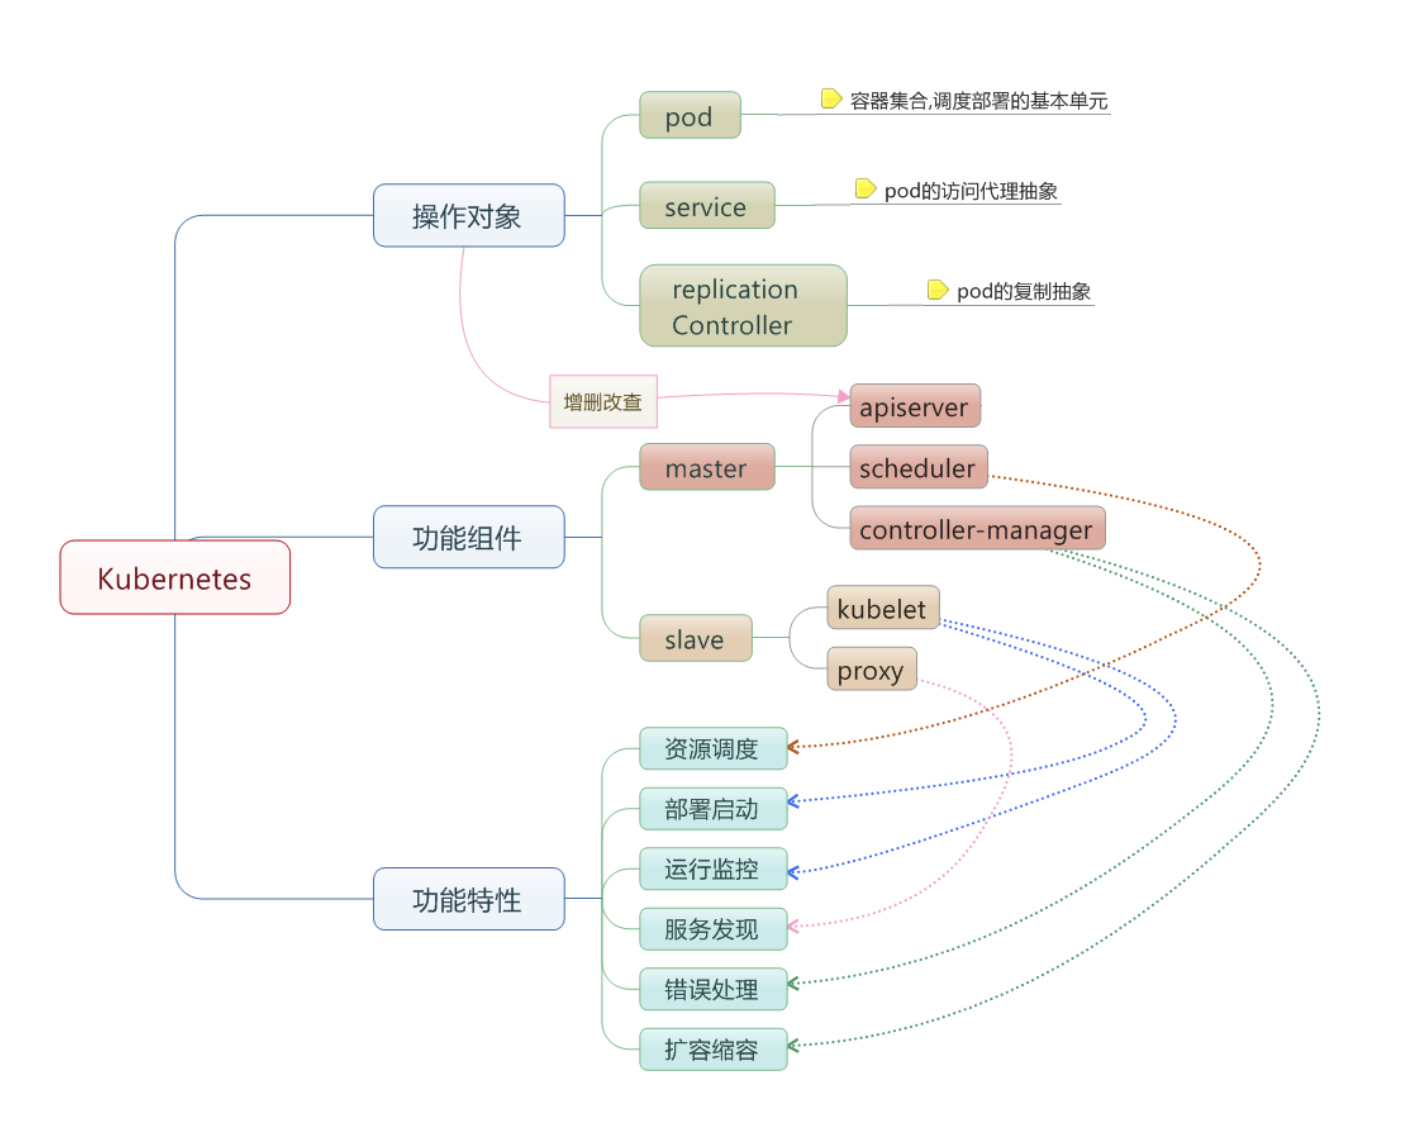 Kubernetes
操作对象
pod
容器集合,调度部署的基本单元
service
pod的访问代理抽象
replication
Controller
pod的复制抽象
增删改查
功能组件
master
apiserver
scheduler
controller-manager
slave
kubelet
proxy
功能特性
资源调度
部署启动
运行监控
服务发现
错误处理
扩容缩容